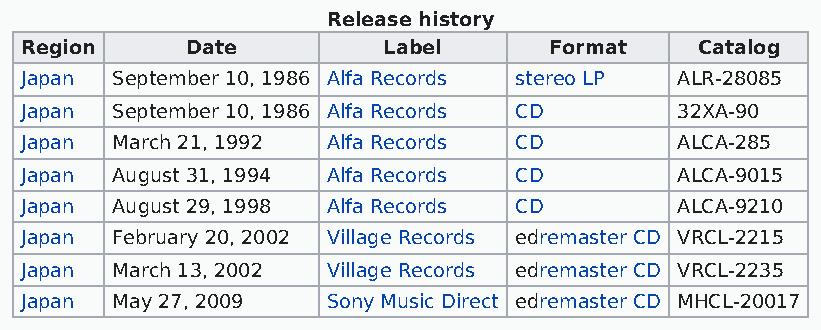 Release history
Region Date Label Format Catalog
Japan September 10, 1986 Alfa Records stereo LP ALR-28085
Japan September 10, 1986 Alfa Records CD 32XA-90
Japan March 21, 1992 Alfa Records CD ALCA-285
Japan August 31, 1994 Alfa Records CD ALCA-9015
Japan August 29, 1998 Alfa Records CD ALCA-9210
Japan February 20, 2002 Village Records edremaster CD VRCL-2215
Japan March 13, 2002 Village Records edremaster CD VRCL-2235
Japan May 27, 2009 Sony Music Direct edremaster CD MHCL-20017